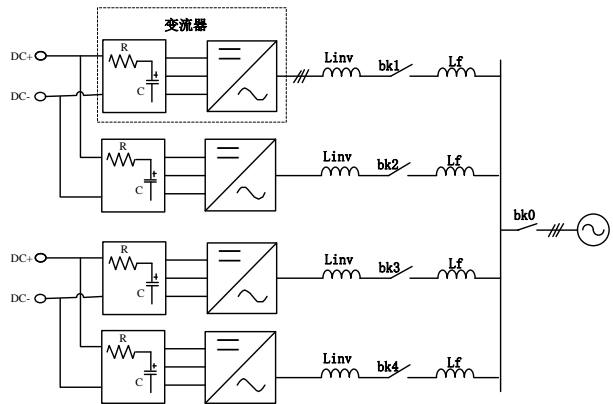 变流器
DC+
R
C
+
Linv
bk1
Lf
DC-
R
C
+
Linv
bk2
Lf
bk0
DC+
R
C
+
Linv
bk3
Lf
DC-
R
C
+
Linv
bk4
Lf